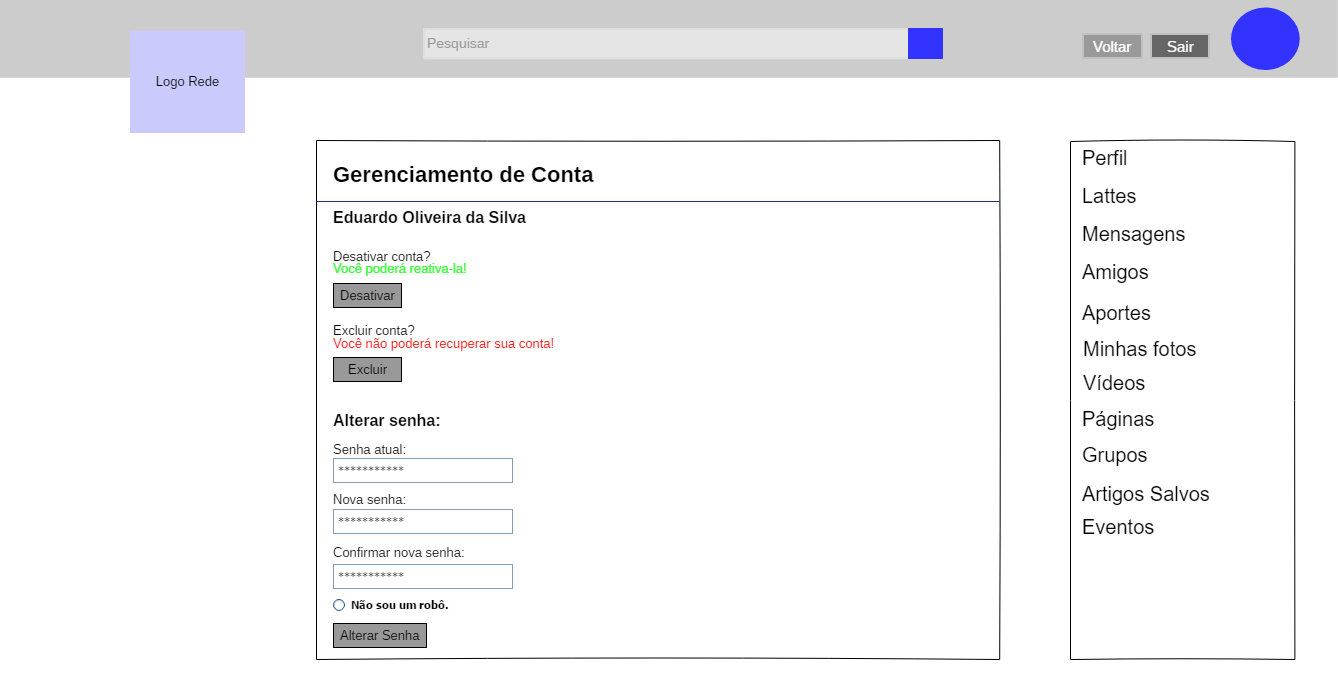 Pesquisar
Voltar
Sair
Logo Rede
Gerenciamento de Conta
Eduardo Oliveira da Silva
Desativar conta?
Você poderá reativa-la!
Desativar
Excluir conta?
Você não poderá recuperar sua conta!
Excluir
Alterar senha:
Senha atual:
***********
Nova senha:
***********
Confirmar nova senha:
***********
Não sou um robô.
Alterar Senha
Perfil
Lattes
Mensagens
Amigos
Aportes
Minhas fotos
Vídeos
Páginas
Grupos
Artigos Salvos
Eventos